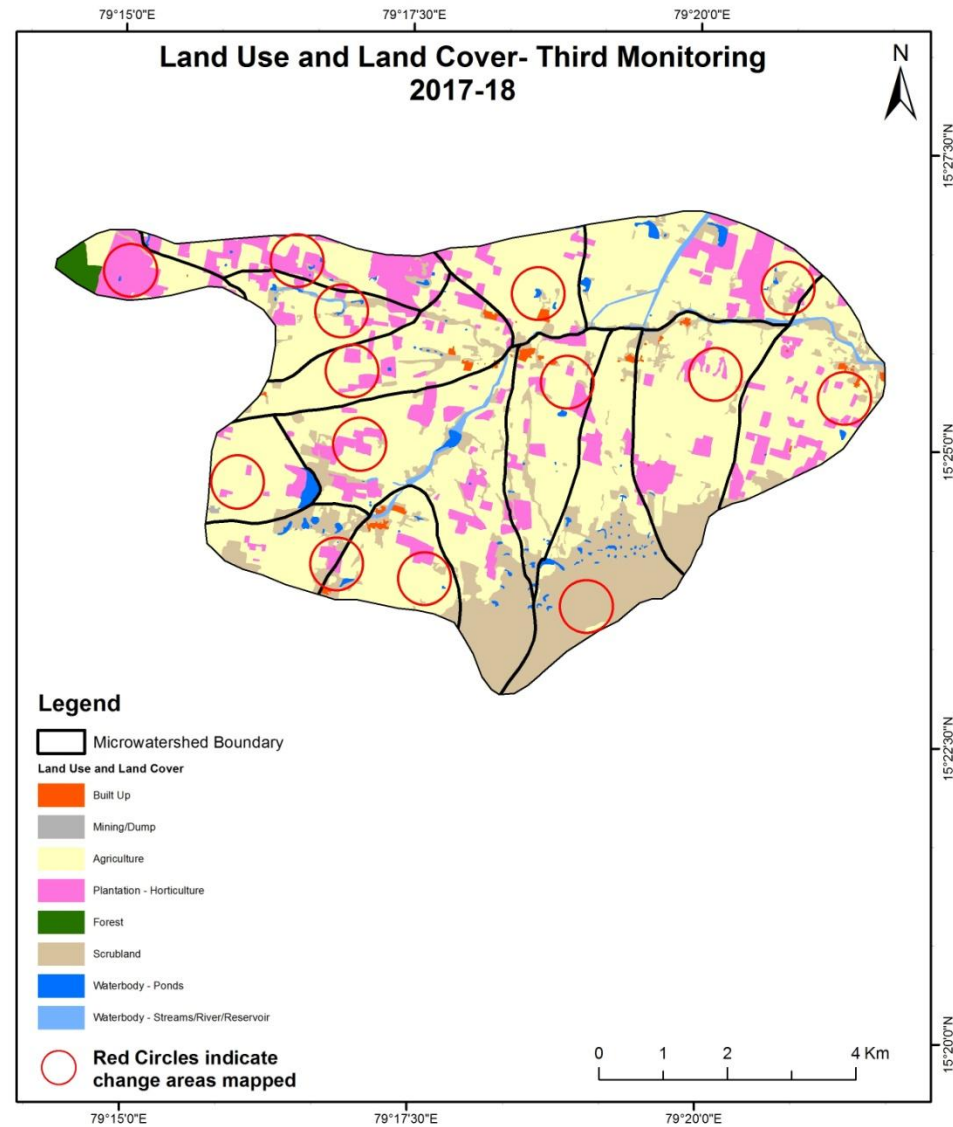 79°15'0"E 79°17'30"E 79°20'0"E
Land Use and Land Cover- Third Monitoring
2017-18
N
15°27'30"N
15°25'0"N
15°22'30"N
15°20'0"N
Legend
Microwatershed Boundary
Land Use and Land Cover
Built Up
Mining/Dump
Agriculture
Plantation - Horticulture
Forest
Scrubland
Waterbody - Ponds
Waterbody - Streams/River/Reservoir
Red Circles indicate
change areas mapped
0 1 2 4 Km
79°15'0"E 79°17'30"E 79°20'0"E